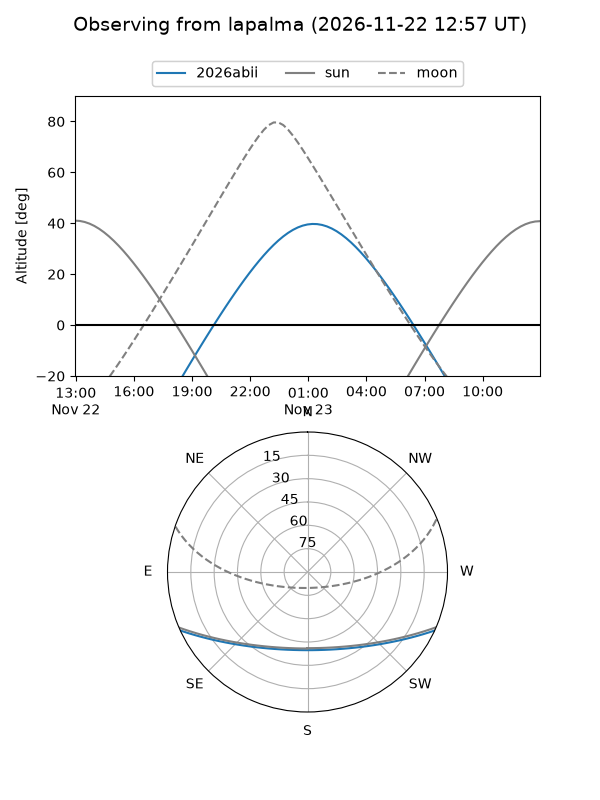 Observing from lapalma (2026-11-22 12:57 UT)
2026abii sun moon
Altitude [deg]
80
60
40
20
0
−20
13:00 16:00 19:00 22:00 01:00 04:00 07:00 10:00
Nov 22 Nov 23
N
NE NW
15
30
45
60
75
E W
SE SW
S